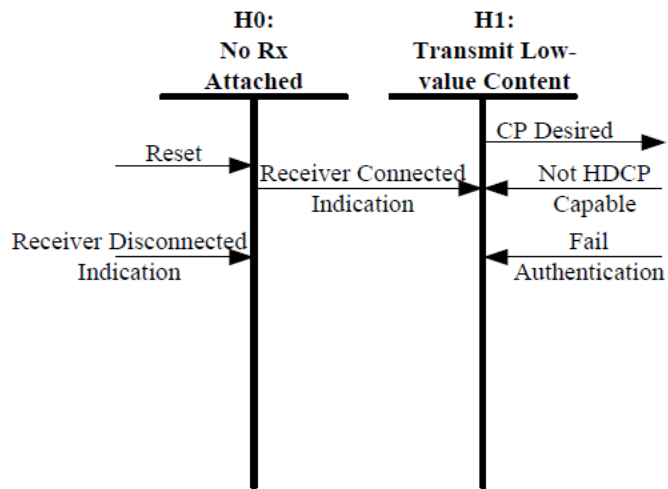 H0:
No Rx
Attached
H1:
Transmit Low-
value Content
CP Desired
Reset
Receiver Connected
Indication
Not HDCP
Capable
Receiver Disconnected
Indication
Fail
Authentication